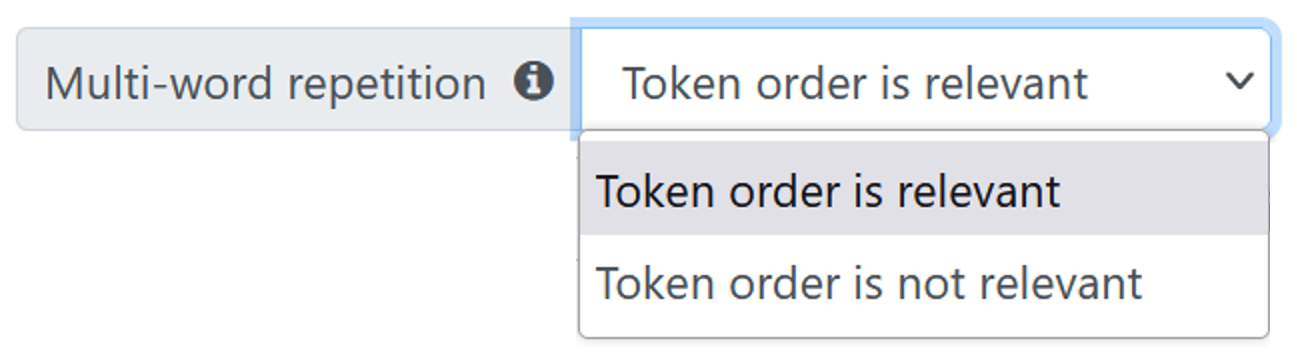 Multi-word repetition Token order is relevant
Token order is relevant
Token order is not relevant